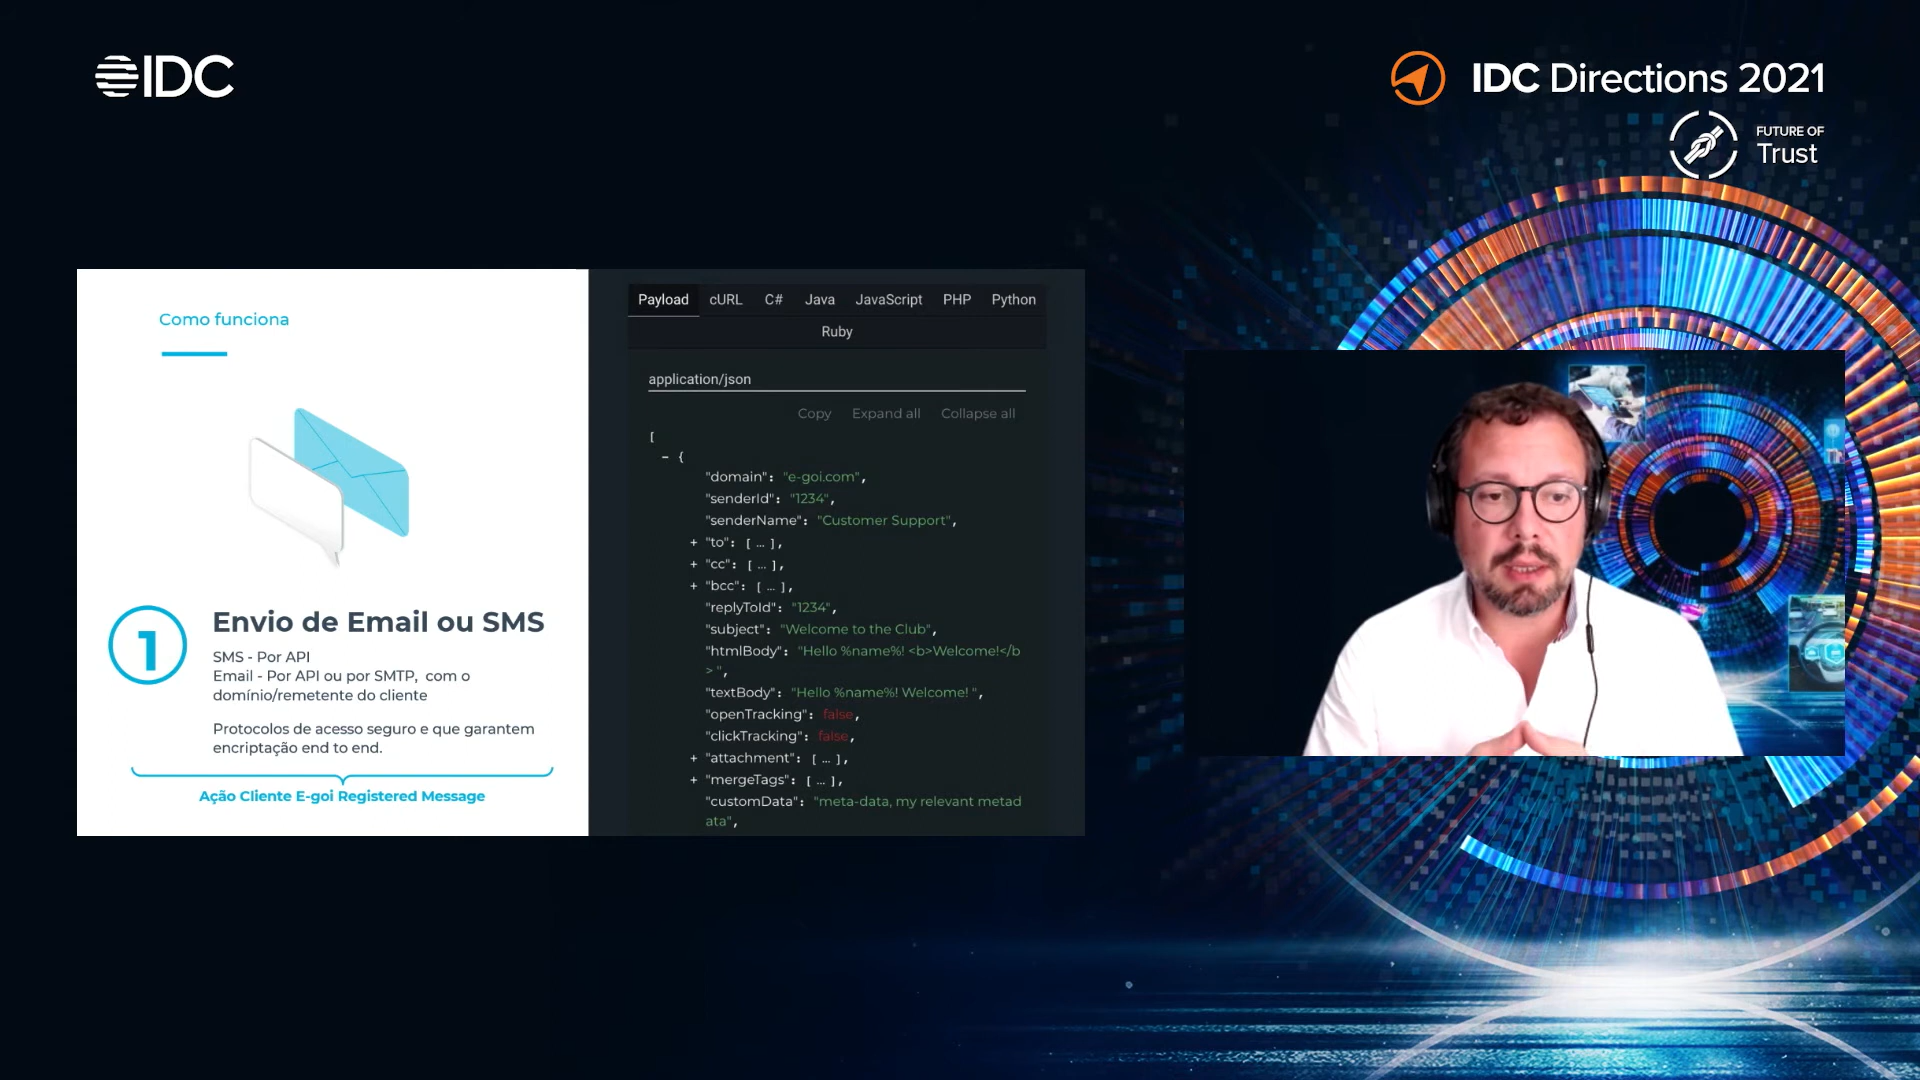 IDC
IDC Directions 2021
FUTURE OF
Trust
Como funciona
1
Envio de Email ou SMS
SMS - Por API
Email - Por API ou por SMTP, com o
domínio/remetente do cliente
Protocolos de acesso seguro e que garantem
encriptação end to end.
Ação Cliente E-goi Registered Message
Payload cURL C# Java JavaScript PHP Python
Ruby
application/json
Copy Expand all Collapse all
[
- {
"domain": "e-goi.com",
"senderId": "1234",
"senderName": "Customer Support",
+ "to": [ ... ],
+ "cc": [ ... ],
+ "bcc": [ ... ],
"replyToId": "1234",
"subject": "Welcome to the Club",
"htmlBody": "Hello %name%! <b>Welcome!</b
> ",
"textBody": "Hello %name%! Welcome! ",
"openTracking": false,
"clickTracking": false,
+ "attachment": [ ... ],
+ "mergeTags": [ ... ],
"customData": "meta-data, my relevant metad
ata",